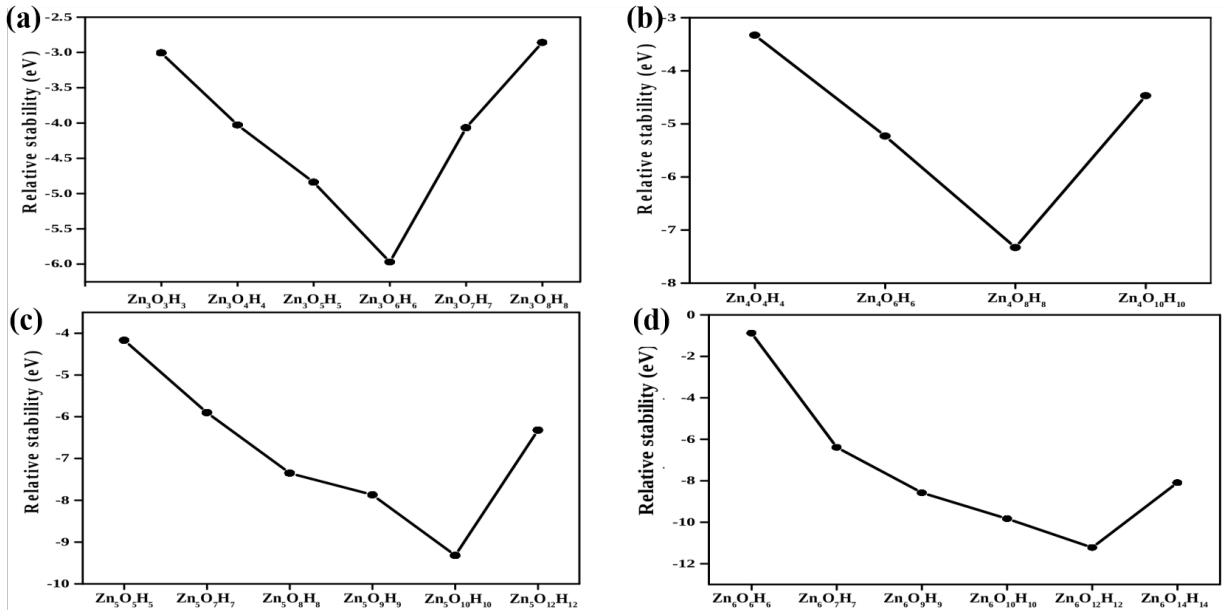 (a)
Relative stability (eV)
-2.5
-3.0
-3.5
-4.0
-4.5
-5.0
-5.5
-6.0
Zn₃O₃H₃ Zn₃O₄H₄ Zn₃O₅H₅ Zn₃O₆H₆ Zn₃O₇H₇ Zn₃O₈H₈
(b)
Relative stability (eV)
-3
-4
-5
-6
-7
-8
Zn₄O₄H₄ Zn₄O₆H₆ Zn₄O₈H₈ Zn₄O₁₀H₁₀
(c)
Relative stability (eV)
-4
-5
-6
-7
-8
-9
-10
Zn₅O₅H₅ Zn₅O₇H₇ Zn₅O₈H₈ Zn₅O₉H₉ Zn₅O₁₀H₁₀ Zn₅O₁₂H₁₂
(d)
Relative stability (eV)
0
-2
-4
-6
-8
-10
-12
Zn₆O₆H₆ Zn₆O₇H₇ Zn₆O₉H₉ Zn₆O₁₀H₁₀ Zn₆O₁₂H₁₂ Zn₆O₁₄H₁₄